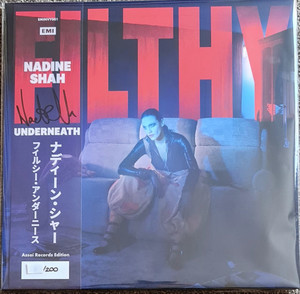 FILTHY
EMI
NADINE
SHAH
UNDERNEATH
ナディーン・シャー
フィルシー・アンダーニース
Assai Records Edition
/200